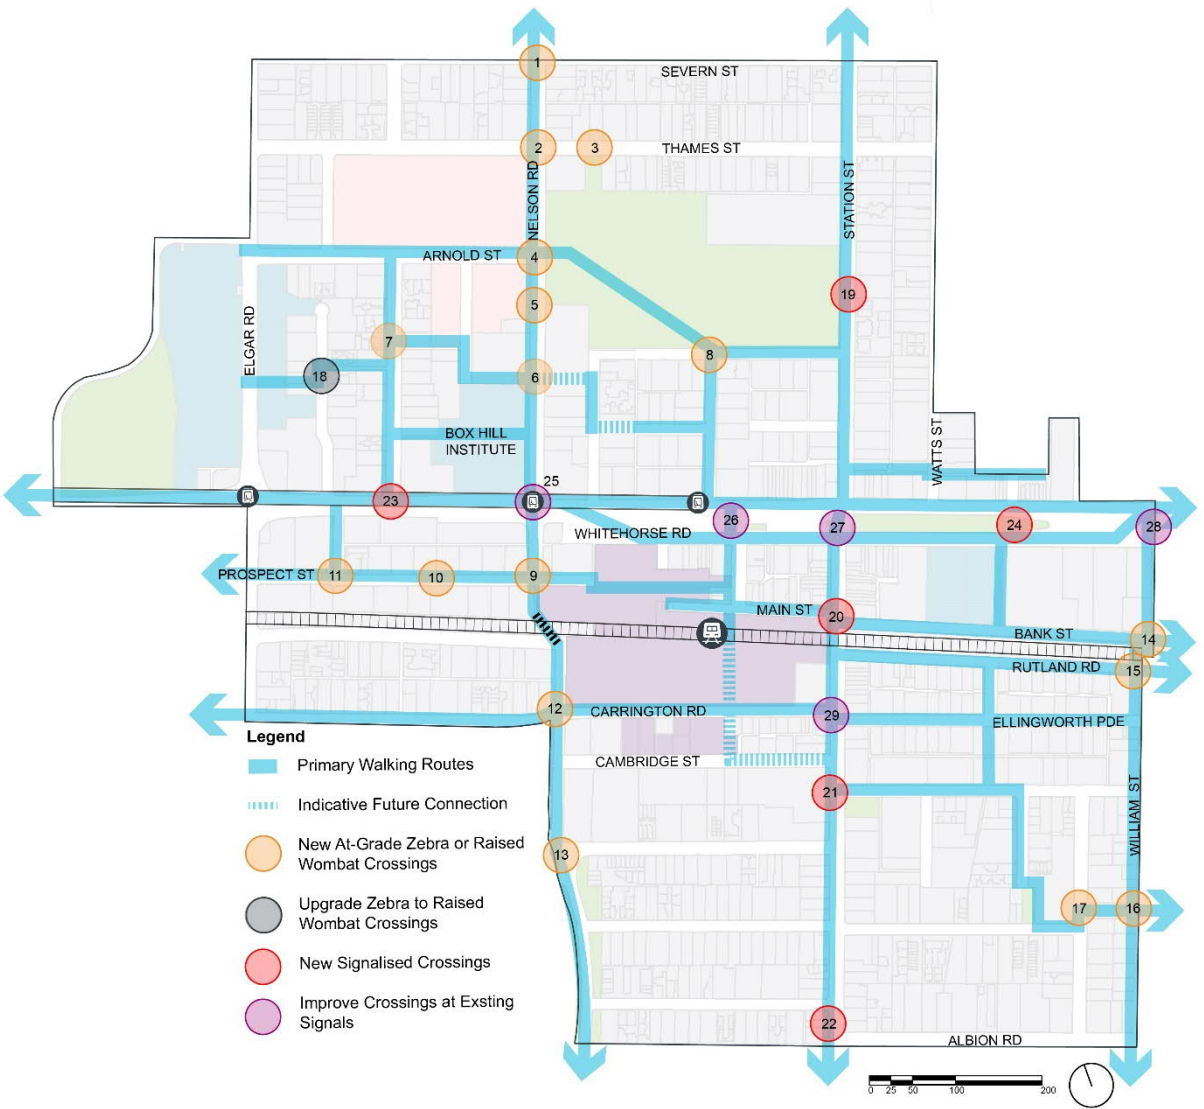 1
SEVERN ST
2
3
THAMES ST
NELSON RD
STATION ST
ARNOLD ST
4
5
19
ELGAR RD
7
8
18
6
BOX HILL
INSTITUTE
WATTS ST
25
23
26
27
24
28
WHITEHORSE RD
PROSPECT ST
11
10
9
MAIN ST
20
BANK ST
14
RUTLAND RD
15
12
CARRINGTON RD
29
ELLINGWORTH PDE
CAMBRIDGE ST
21
WILLIAM ST
13
17
16
22
ALBION RD
Legend
Primary Walking Routes
Indicative Future Connection
New At-Grade Zebra or Raised
Wombat Crossings
Upgrade Zebra to Raised
Wombat Crossings
New Signalised Crossings
Improve Crossings at Exsting
Signals
0 25 50 100 200